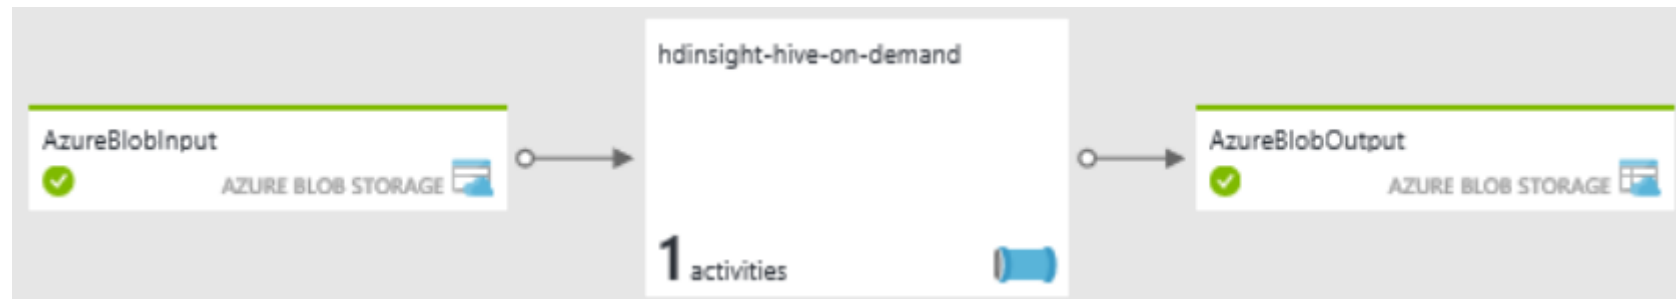 AzureBlobInput
AZURE BLOB STORAGE
hdinsight-hive-on-demand
1 activities
AzureBlobOutput
AZURE BLOB STORAGE